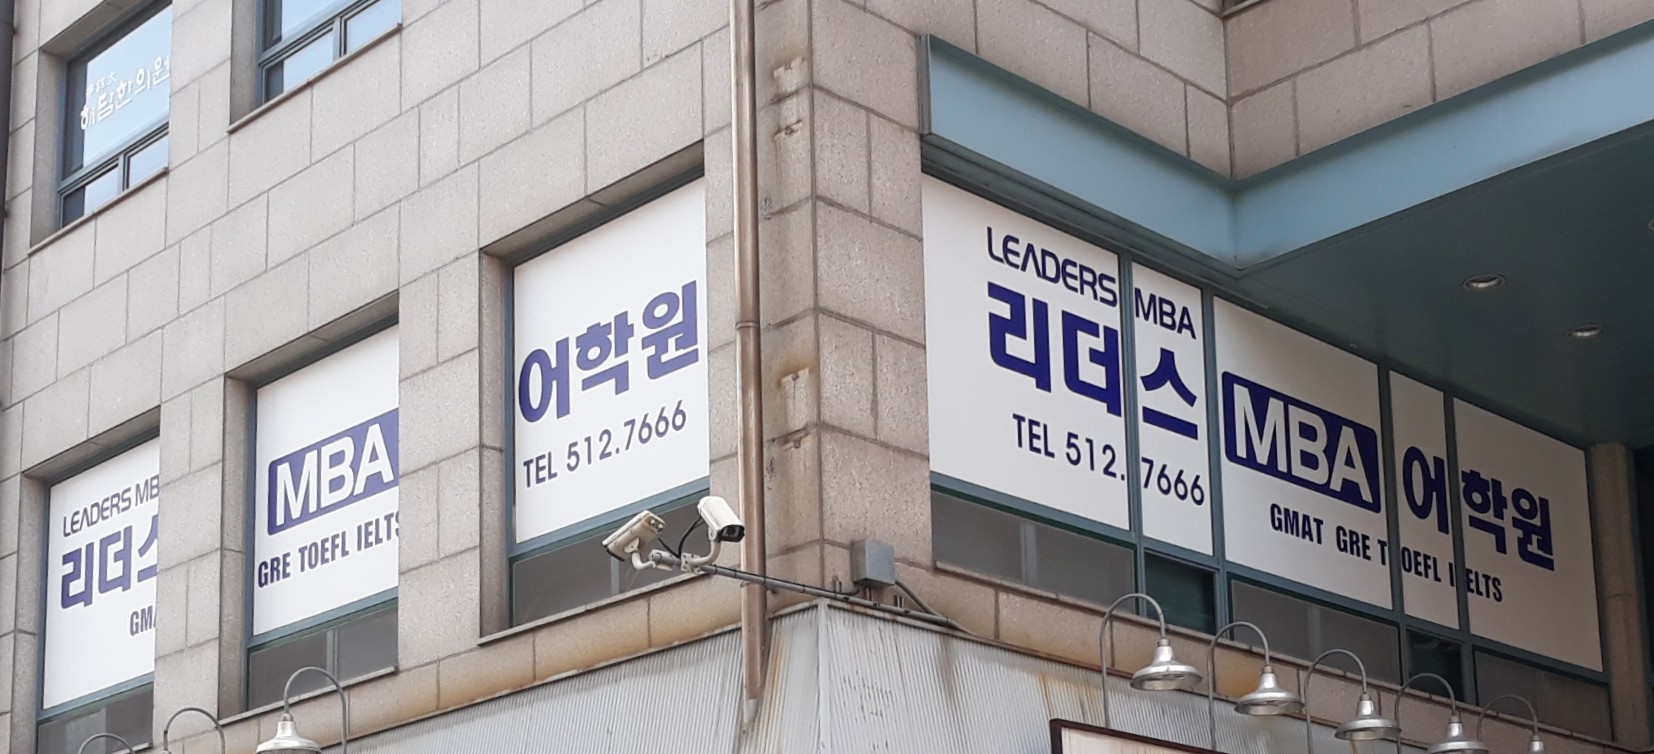 해담한의원
LEADERS MB
리더스
GMA
MBA
GRE TOEFL IELTS
어학원
TEL 512.7666
LEADERS MBA
리더스
TEL 512.7666
MBA 어학원
GMAT GRE TOEFL IELTS